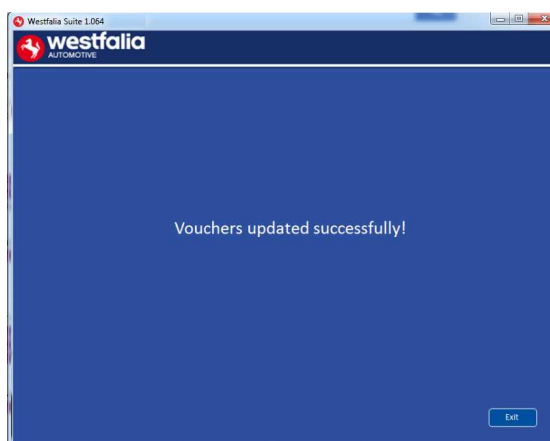 Westfalia Suite 1.064
westfalia
AUTOMOTIVE
Vouchers updated successfully!
Exit